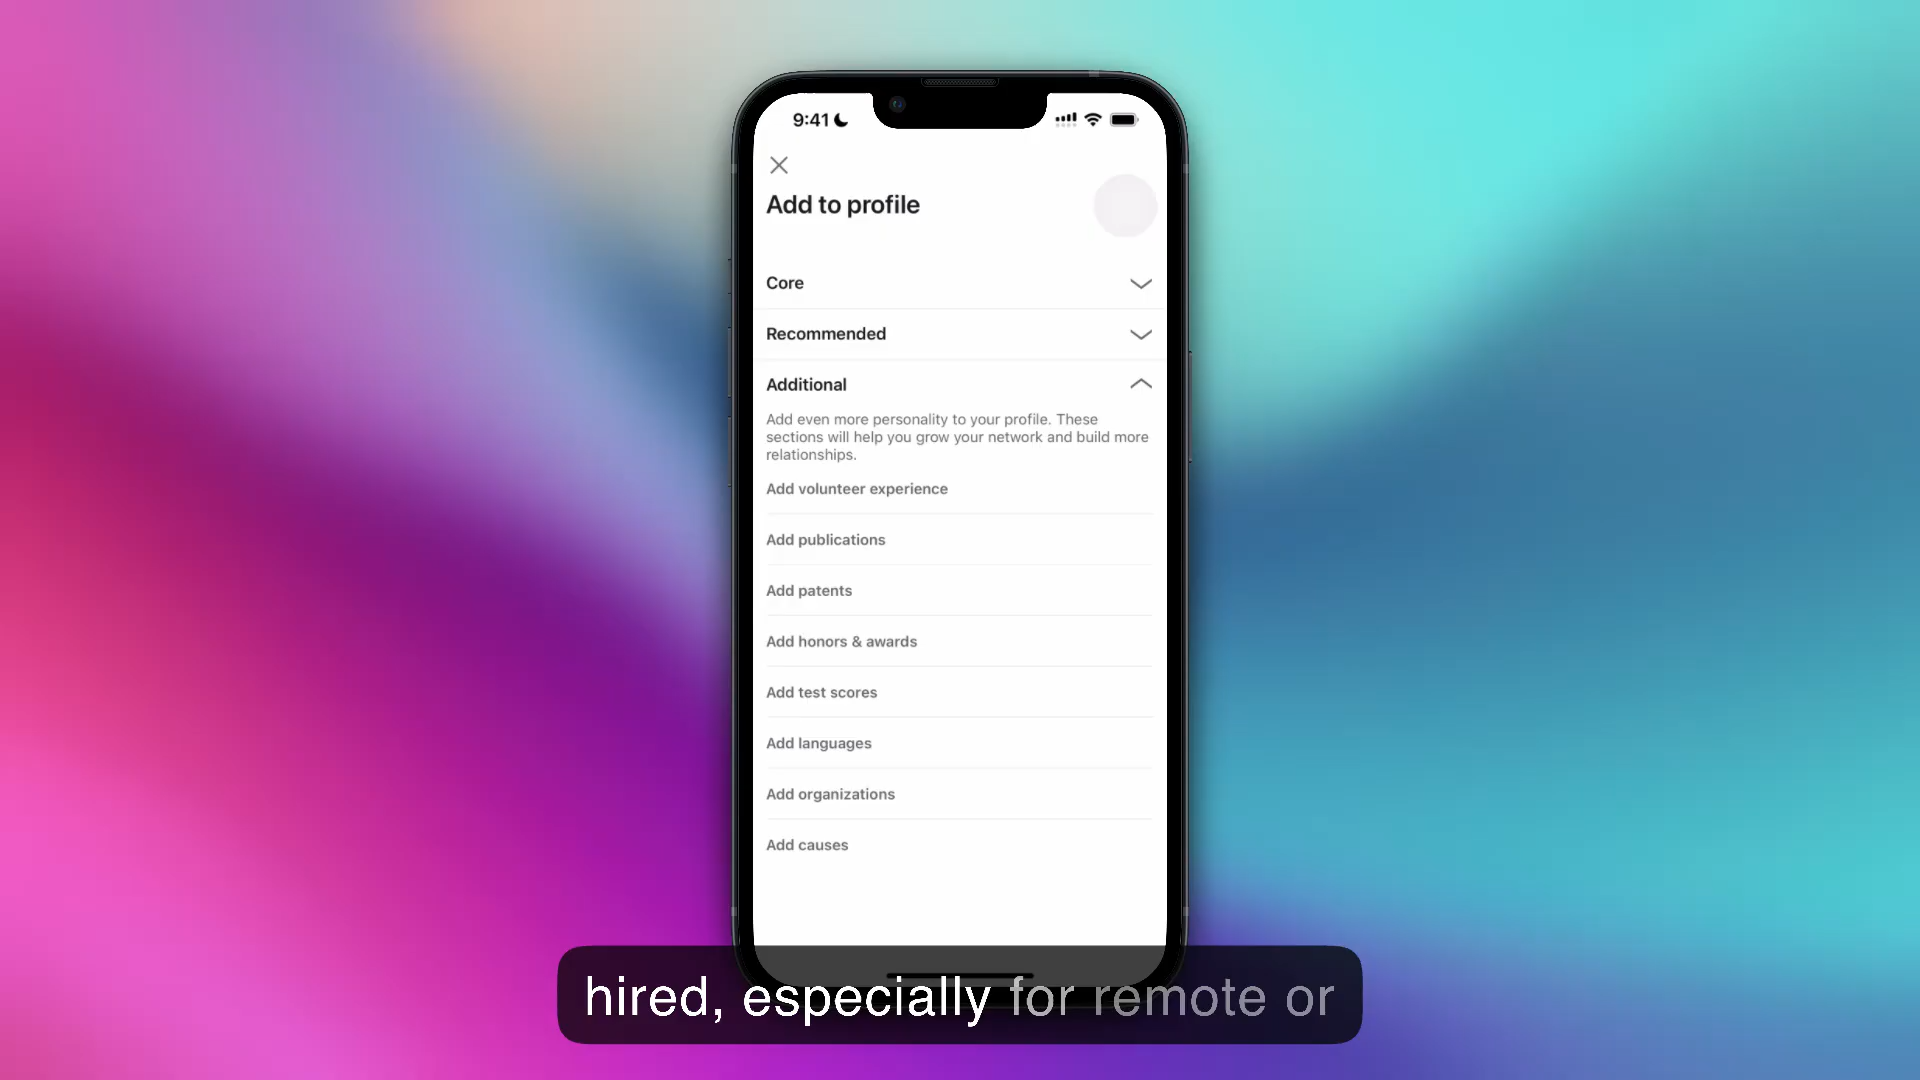 9:41
Add to profile
Core
Recommended
Additional
Add even more personality to your profile. These
sections will help you grow your network and build more
relationships.
Add volunteer experience
Add publications
Add patents
Add honors & awards
Add test scores
Add languages
Add organizations
Add causes
hired, especially for remote or